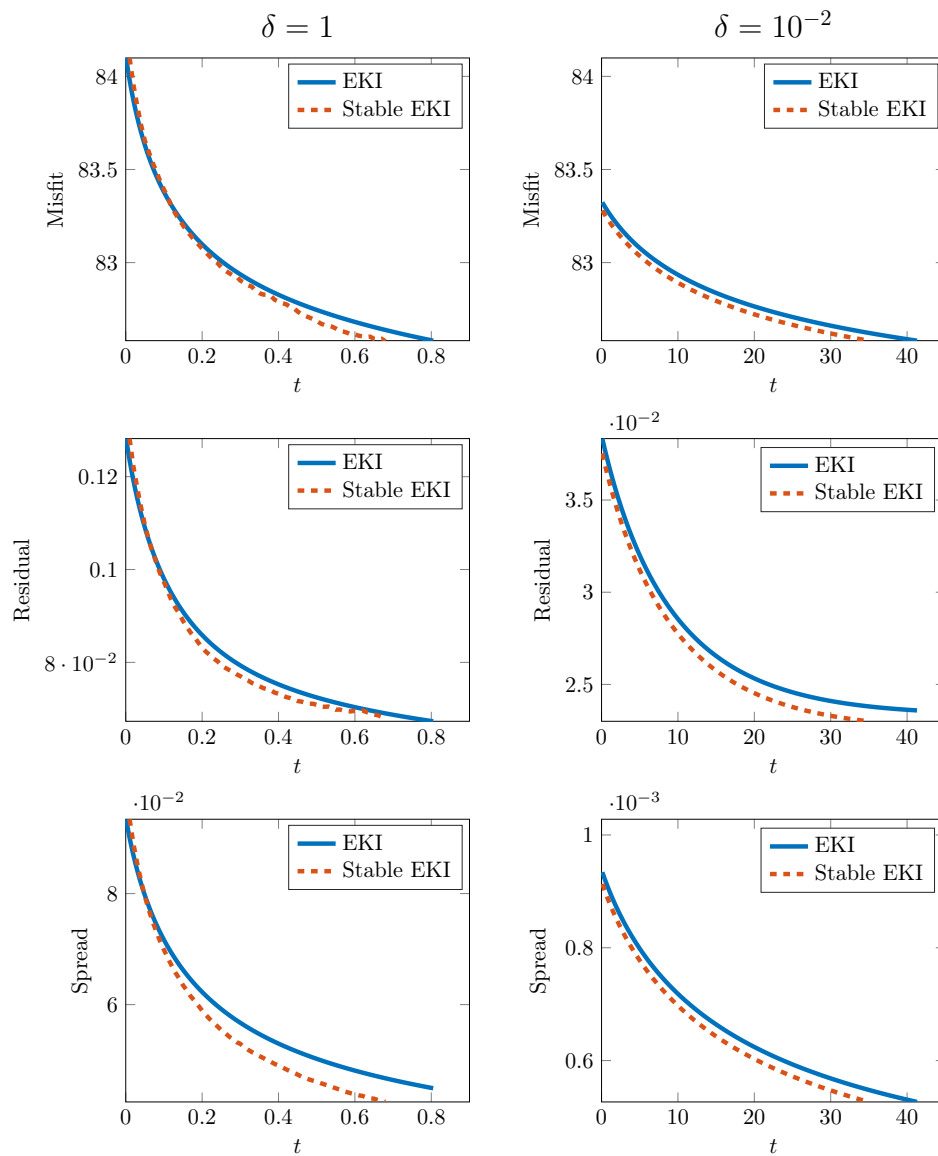 δ = 1
δ = 10⁻²
84
83.5
83
Misfit
EKI
Stable EKI
0 0.2 0.4 0.6 0.8
t
84
83.5
83
Misfit
EKI
Stable EKI
0 10 20 30 40
t
0.12
0.1
8 · 10⁻²
Residual
EKI
Stable EKI
0 0.2 0.4 0.6 0.8
t
·10⁻²
3.5
3
2.5
Residual
EKI
Stable EKI
0 10 20 30 40
t
·10⁻²
8
6
Spread
EKI
Stable EKI
0 0.2 0.4 0.6 0.8
t
·10⁻³
1
0.8
0.6
Spread
EKI
Stable EKI
0 10 20 30 40
t